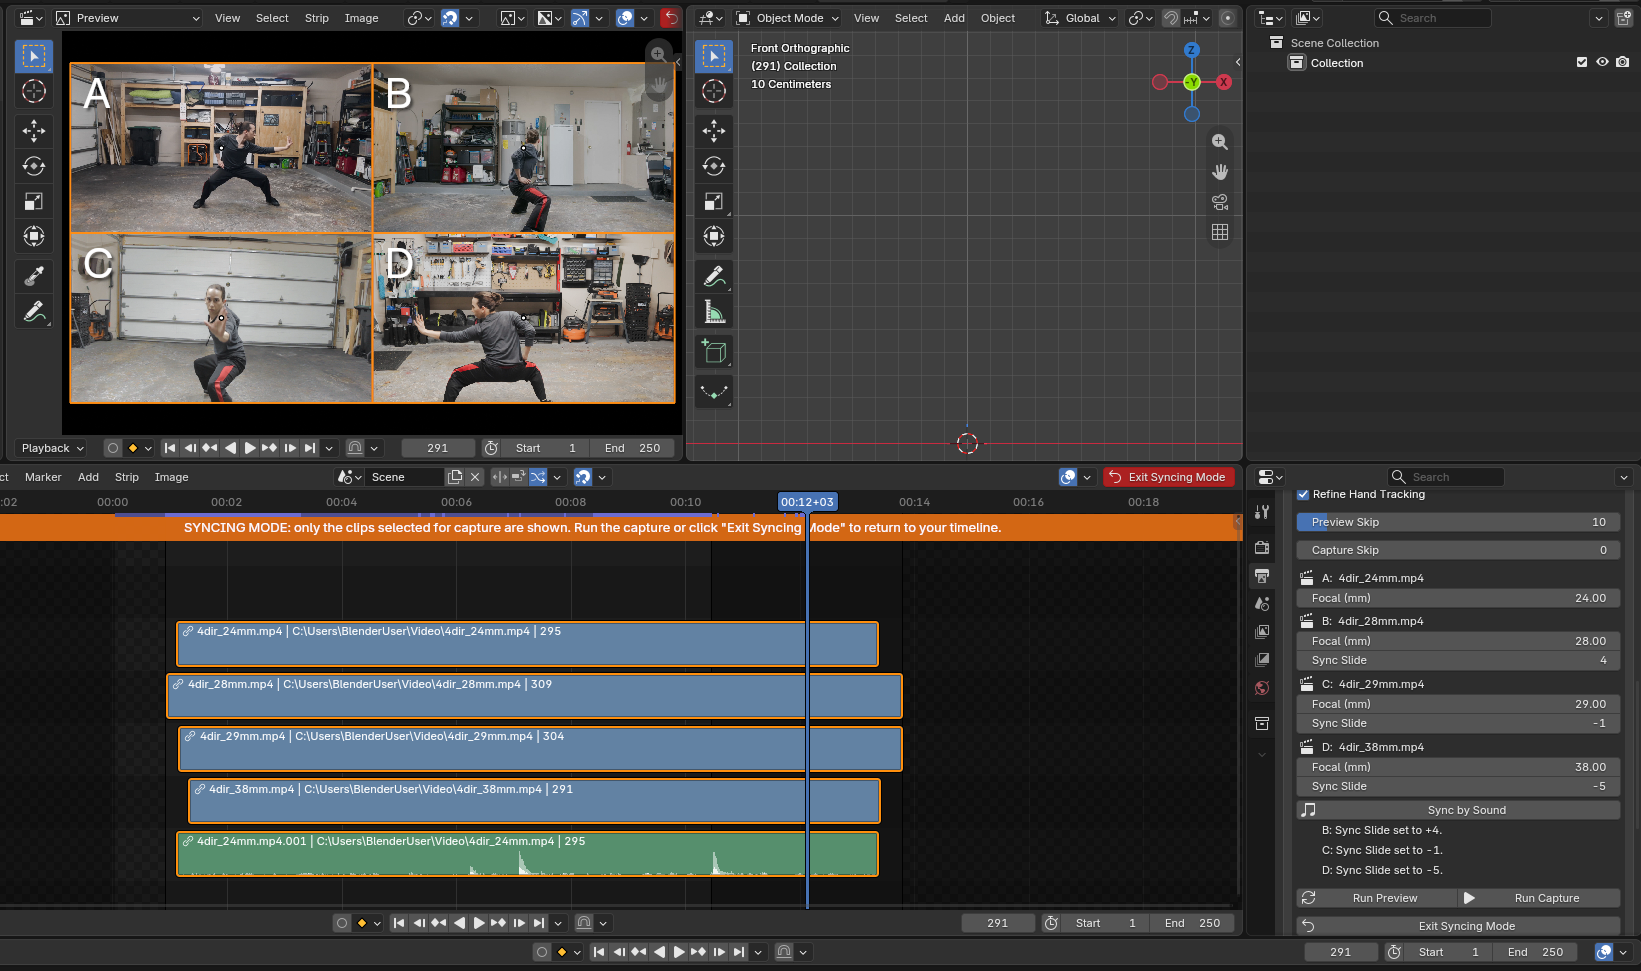 Preview
View
Select
Strip
Image
Object Mode
View
Select
Add
Object
Global
Search
Front Orthographic
(291) Collection
10 Centimeters
Z
-Y
X
Scene Collection
Collection
A
B
C
D
Playback
291
Start 1
End 250
ct
Marker
Add
Strip
Image
Scene
Exit Syncing Mode
Search
:02
00:00
00:02
00:04
00:06
00:08
00:10
00:12+03
00:14
00:16
00:18
SYNCING MODE: only the clips selected for capture are shown. Run the capture or click "Exit Syncing Mode" to return to your timeline.
4dir_24mm.mp4 | C:\Users\BlenderUser\Video\4dir_24mm.mp4 | 295
4dir_28mm.mp4 | C:\Users\BlenderUser\Video\4dir_28mm.mp4 | 309
4dir_29mm.mp4 | C:\Users\BlenderUser\Video\4dir_29mm.mp4 | 304
4dir_38mm.mp4 | C:\Users\BlenderUser\Video\4dir_38mm.mp4 | 291
4dir_24mm.mp4.001 | C:\Users\BlenderUser\Video\4dir_24mm.mp4 | 295
Refine Hand Tracking
Preview Skip 10
Capture Skip 0
A: 4dir_24mm.mp4
Focal (mm) 24.00
B: 4dir_28mm.mp4
Focal (mm) 28.00
Sync Slide 4
C: 4dir_29mm.mp4
Focal (mm) 29.00
Sync Slide -1
D: 4dir_38mm.mp4
Focal (mm) 38.00
Sync Slide -5
Sync by Sound
B: Sync Slide set to +4.
C: Sync Slide set to -1.
D: Sync Slide set to -5.
Run Preview
Run Capture
Exit Syncing Mode
291
Start 1
End 250
291
Start 1
End 250